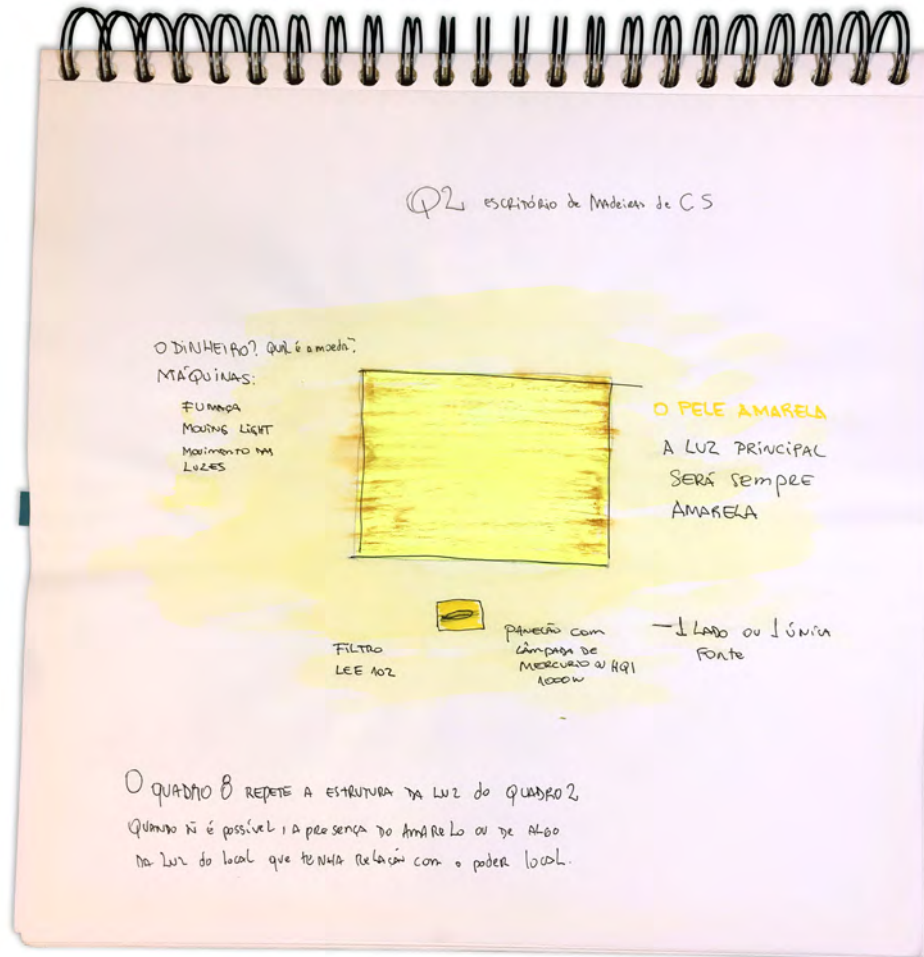 Q2 ESCRITÓRIO de MAdeiras de C S
O DINHEIRO? QUAL é a moeda?
MÁQUINAS:
FUMAÇA
MOVING LIGHT
MOVIMENTO DAS
LUZES
O PELE AMARELA
A LUZ PRINCIPAL
SERÁ SEMPRE
AMARELA
FILTRO
LEE 102
PANELÃO COM
LÂMPADA DE
MERCURIO OU HQI
1000W
— 1 LADO OU 1 ÚNICA
FONTE
O QUADRO 8 REPETE A ESTRUTURA DA LUZ do QUADRO 2
QUANDO Ñ é possível, A presença DO AMARELO OU DE ALGO
DA LUZ do LOCAL que TENHA RELAÇÃO com o poder LOCAL.